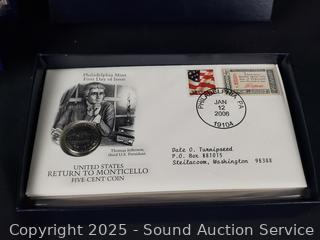 Philadelphia Mint
First Day of Issue
Thomas Jefferson,
third U.S. President
UNITED STATES
RETURN TO MONTICELLO
FIVE-CENT COIN
PHILADELPHIA, PA
JAN
12
2006
19104
Dale O. Turnipseed
P.O. Box 881075
Steilacoom, Washington 98388
Copyright 2025 - Sound Auction Service